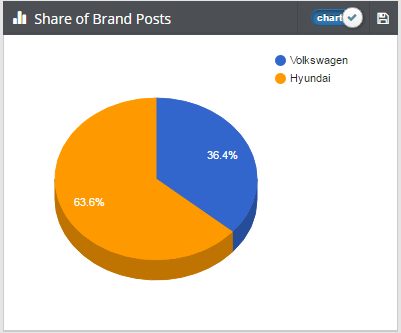 Share of Brand Posts
chart
Volkswagen
Hyundai
36.4%
63.6%